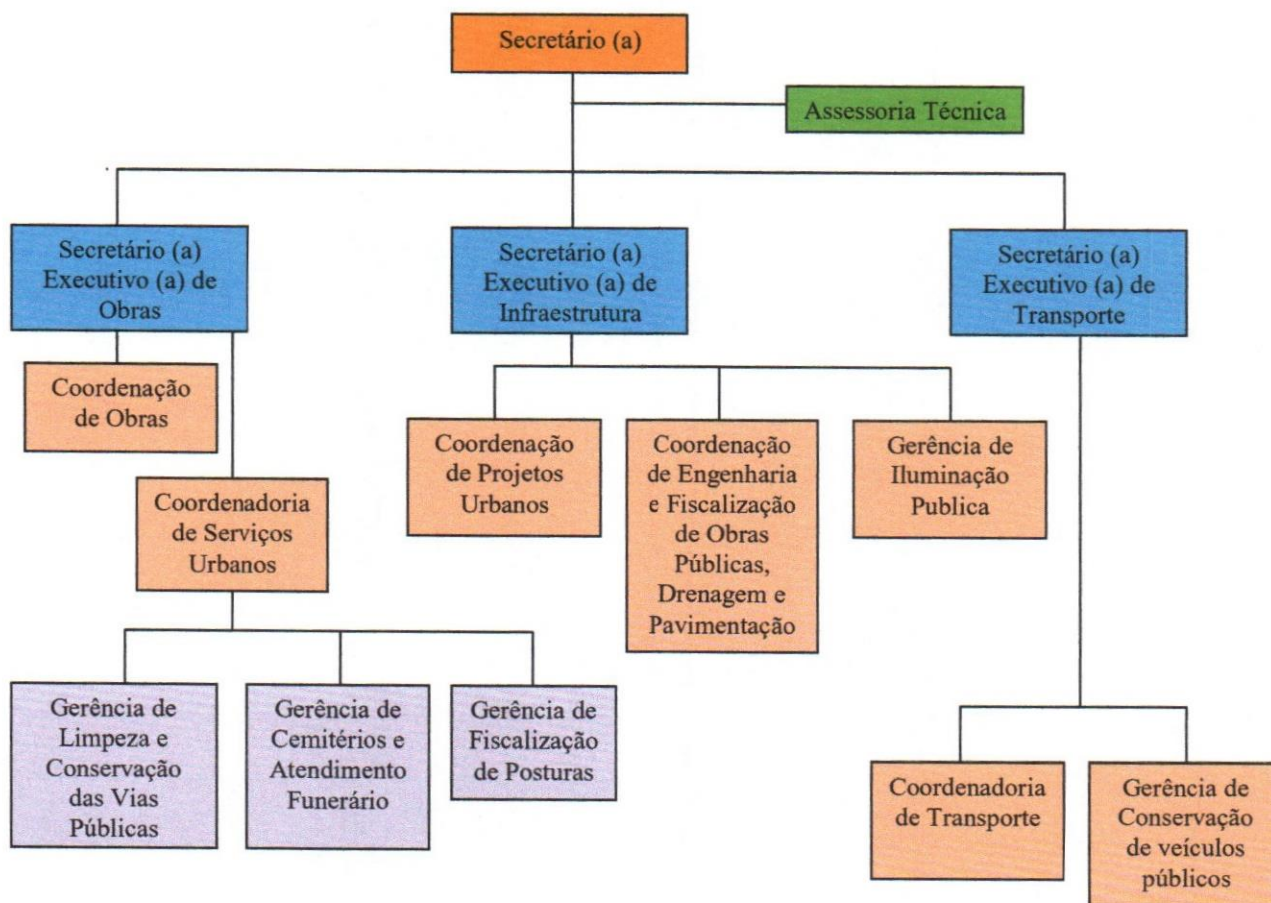 Secretário (a)
Assessoria Técnica
Secretário (a)
Executivo (a) de
Obras
Secretário (a)
Executivo (a) de
Infraestrutura
Secretário (a)
Executivo (a) de
Transporte
Coordenação
de Obras
Coordenadoria
de Serviços
Urbanos
Coordenação
de Projetos
Urbanos
Coordenação
de Engenharia
e Fiscalização
de Obras
Públicas,
Drenagem e
Pavimentação
Gerência de
Iluminação
Publica
Gerência de
Limpeza e
Conservação
das Vias
Públicas
Gerência de
Cemitérios e
Atendimento
Funerário
Gerência de
Fiscalização
de Posturas
Coordenadoria
de Transporte
Gerência de
Conservação
de veículos
públicos